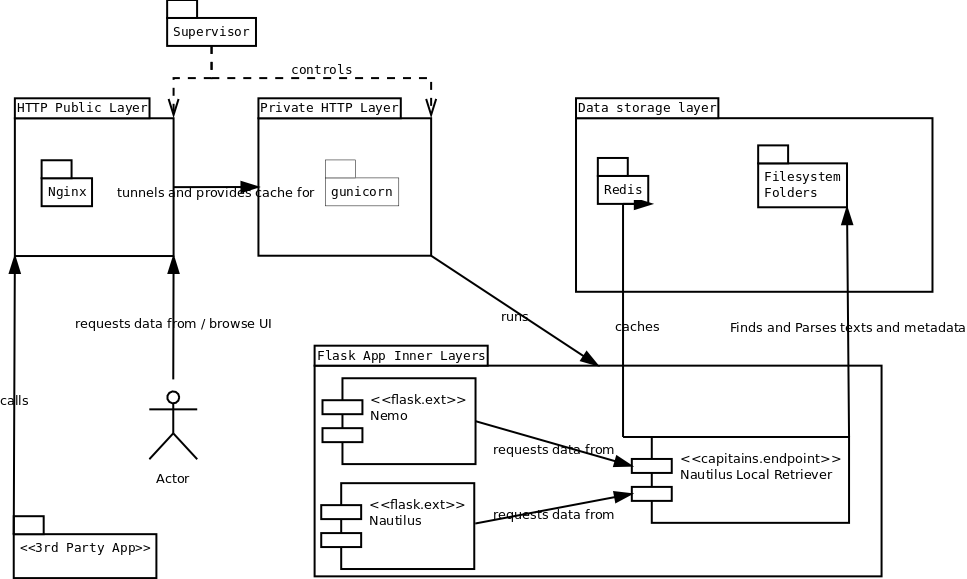 Supervisor
controls
HTTP Public Layer
Private HTTP Layer
Data storage layer
Nginx
tunnels and provides cache for
gunicorn
Redis
Filesystem
Folders
requests data from / browse UI
runs
caches
Finds and Parses texts and metadata
Flask App Inner Layers
calls
<<flask.ext>>
Nemo
requests data from
<<capitains.endpoint>>
Nautilus Local Retriever
Actor
<<flask.ext>>
Nautilus
requests data from
<<3rd Party App>>